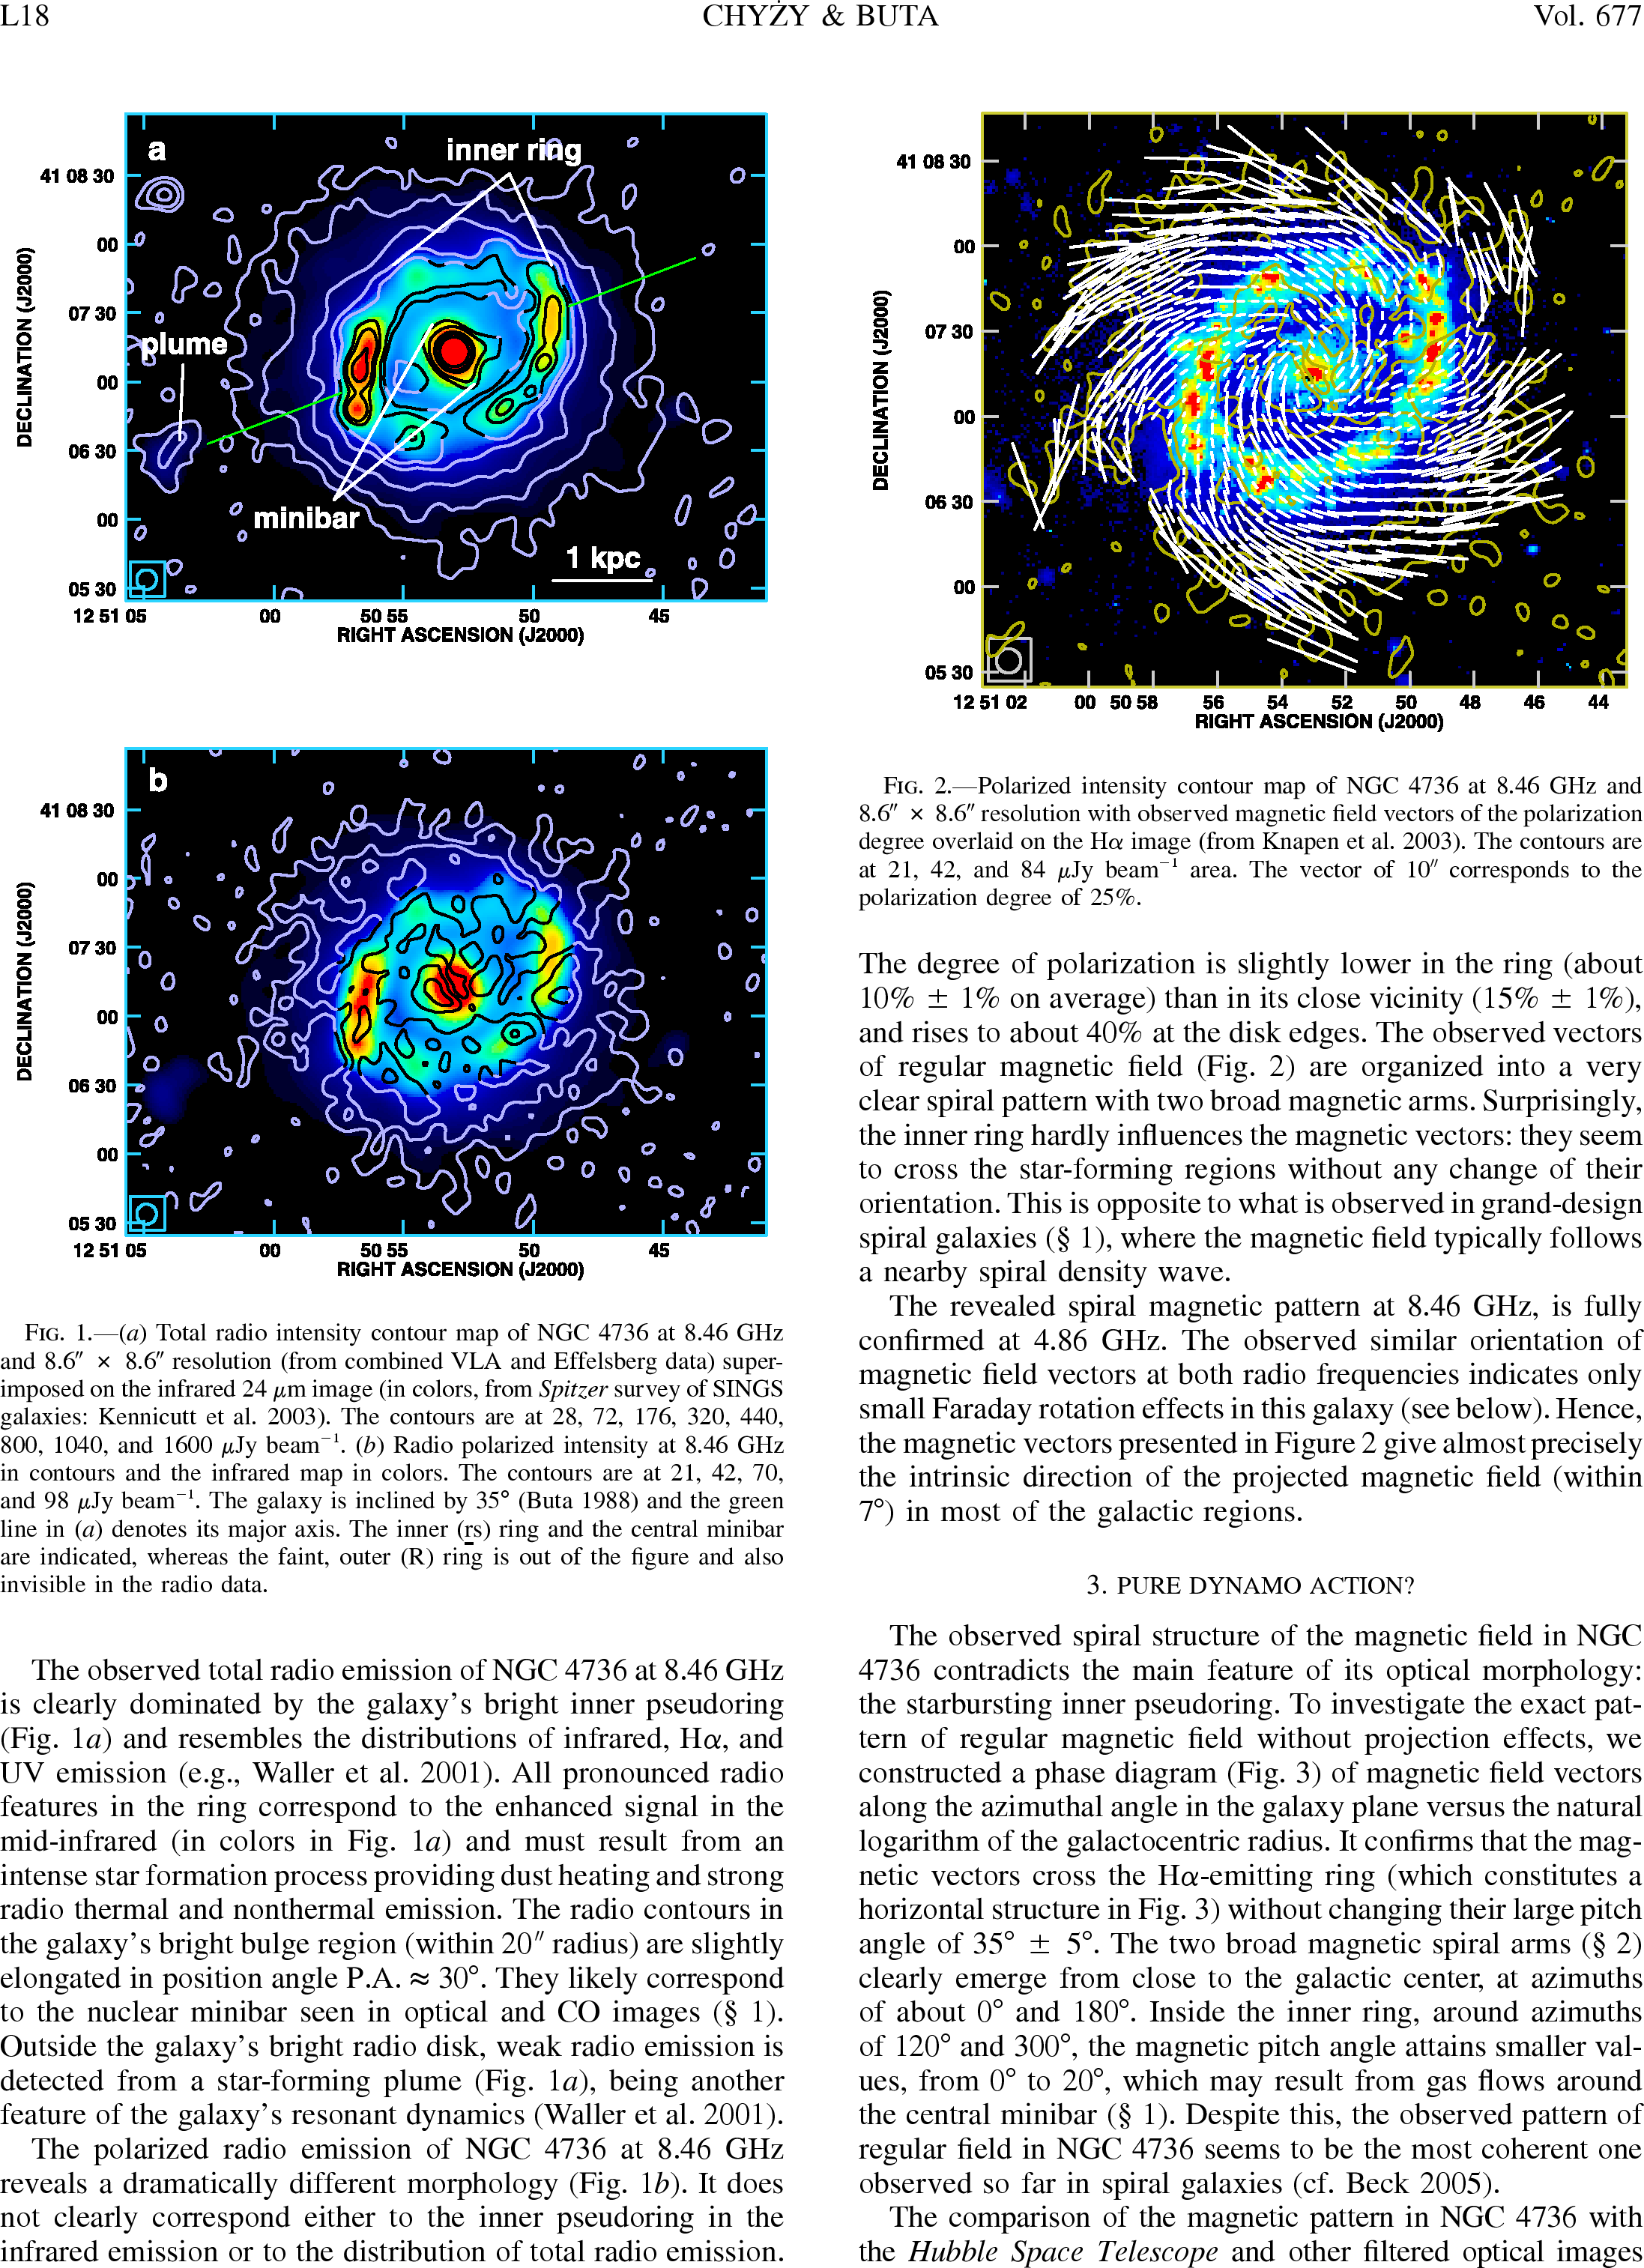 L18
CHYŻY & BUTA
Vol. 677
a
inner ring
plume
minibar
1 kpc
DECLINATION (J2000)
41 08 30
00
07 30
00
06 30
00
05 30
12 51 05
00
50 55
50
45
RIGHT ASCENSION (J2000)
b
DECLINATION (J2000)
41 08 30
00
07 30
00
06 30
00
05 30
12 51 05
00
50 55
50
45
RIGHT ASCENSION (J2000)
FIG. 1.—(a) Total radio intensity contour map of NGC 4736 at 8.46 GHz
and 8.6″ × 8.6″ resolution (from combined VLA and Effelsberg data) super-
imposed on the infrared 24 μm image (in colors, from Spitzer survey of SINGS
galaxies: Kennicutt et al. 2003). The contours are at 28, 72, 176, 320, 440,
800, 1040, and 1600 μJy beam⁻¹. (b) Radio polarized intensity at 8.46 GHz
in contours and the infrared map in colors. The contours are at 21, 42, 70,
and 98 μJy beam⁻¹. The galaxy is inclined by 35° (Buta 1988) and the green
line in (a) denotes its major axis. The inner (rs) ring and the central minibar
are indicated, whereas the faint, outer (R) ring is out of the figure and also
invisible in the radio data.
The observed total radio emission of NGC 4736 at 8.46 GHz
is clearly dominated by the galaxy's bright inner pseudoring
(Fig. 1a) and resembles the distributions of infrared, Hα, and
UV emission (e.g., Waller et al. 2001). All pronounced radio
features in the ring correspond to the enhanced signal in the
mid-infrared (in colors in Fig. 1a) and must result from an
intense star formation process providing dust heating and strong
radio thermal and nonthermal emission. The radio contours in
the galaxy's bright bulge region (within 20″ radius) are slightly
elongated in position angle P.A. ≈ 30°. They likely correspond
to the nuclear minibar seen in optical and CO images (§ 1).
Outside the galaxy's bright radio disk, weak radio emission is
detected from a star-forming plume (Fig. 1a), being another
feature of the galaxy's resonant dynamics (Waller et al. 2001).
The polarized radio emission of NGC 4736 at 8.46 GHz
reveals a dramatically different morphology (Fig. 1b). It does
not clearly correspond either to the inner pseudoring in the
infrared emission or to the distribution of total radio emission.
DECLINATION (J2000)
41 08 30
00
07 30
00
06 30
00
05 30
12 51 02
00
50 58
56
54
52
50
48
46
44
RIGHT ASCENSION (J2000)
FIG. 2.—Polarized intensity contour map of NGC 4736 at 8.46 GHz and
8.6″ × 8.6″ resolution with observed magnetic field vectors of the polarization
degree overlaid on the Hα image (from Knapen et al. 2003). The contours are
at 21, 42, and 84 μJy beam⁻¹ area. The vector of 10″ corresponds to the
polarization degree of 25%.
The degree of polarization is slightly lower in the ring (about
10% ± 1% on average) than in its close vicinity (15% ± 1%),
and rises to about 40% at the disk edges. The observed vectors
of regular magnetic field (Fig. 2) are organized into a very
clear spiral pattern with two broad magnetic arms. Surprisingly,
the inner ring hardly influences the magnetic vectors: they seem
to cross the star-forming regions without any change of their
orientation. This is opposite to what is observed in grand-design
spiral galaxies (§ 1), where the magnetic field typically follows
a nearby spiral density wave.
The revealed spiral magnetic pattern at 8.46 GHz, is fully
confirmed at 4.86 GHz. The observed similar orientation of
magnetic field vectors at both radio frequencies indicates only
small Faraday rotation effects in this galaxy (see below). Hence,
the magnetic vectors presented in Figure 2 give almost precisely
the intrinsic direction of the projected magnetic field (within
7°) in most of the galactic regions.
3. PURE DYNAMO ACTION?
The observed spiral structure of the magnetic field in NGC
4736 contradicts the main feature of its optical morphology:
the starbursting inner pseudoring. To investigate the exact pat-
tern of regular magnetic field without projection effects, we
constructed a phase diagram (Fig. 3) of magnetic field vectors
along the azimuthal angle in the galaxy plane versus the natural
logarithm of the galactocentric radius. It confirms that the mag-
netic vectors cross the Hα-emitting ring (which constitutes a
horizontal structure in Fig. 3) without changing their large pitch
angle of 35° ± 5°. The two broad magnetic spiral arms (§ 2)
clearly emerge from close to the galactic center, at azimuths
of about 0° and 180°. Inside the inner ring, around azimuths
of 120° and 300°, the magnetic pitch angle attains smaller val-
ues, from 0° to 20°, which may result from gas flows around
the central minibar (§ 1). Despite this, the observed pattern of
regular field in NGC 4736 seems to be the most coherent one
observed so far in spiral galaxies (cf. Beck 2005).
The comparison of the magnetic pattern in NGC 4736 with
the Hubble Space Telescope and other filtered optical images